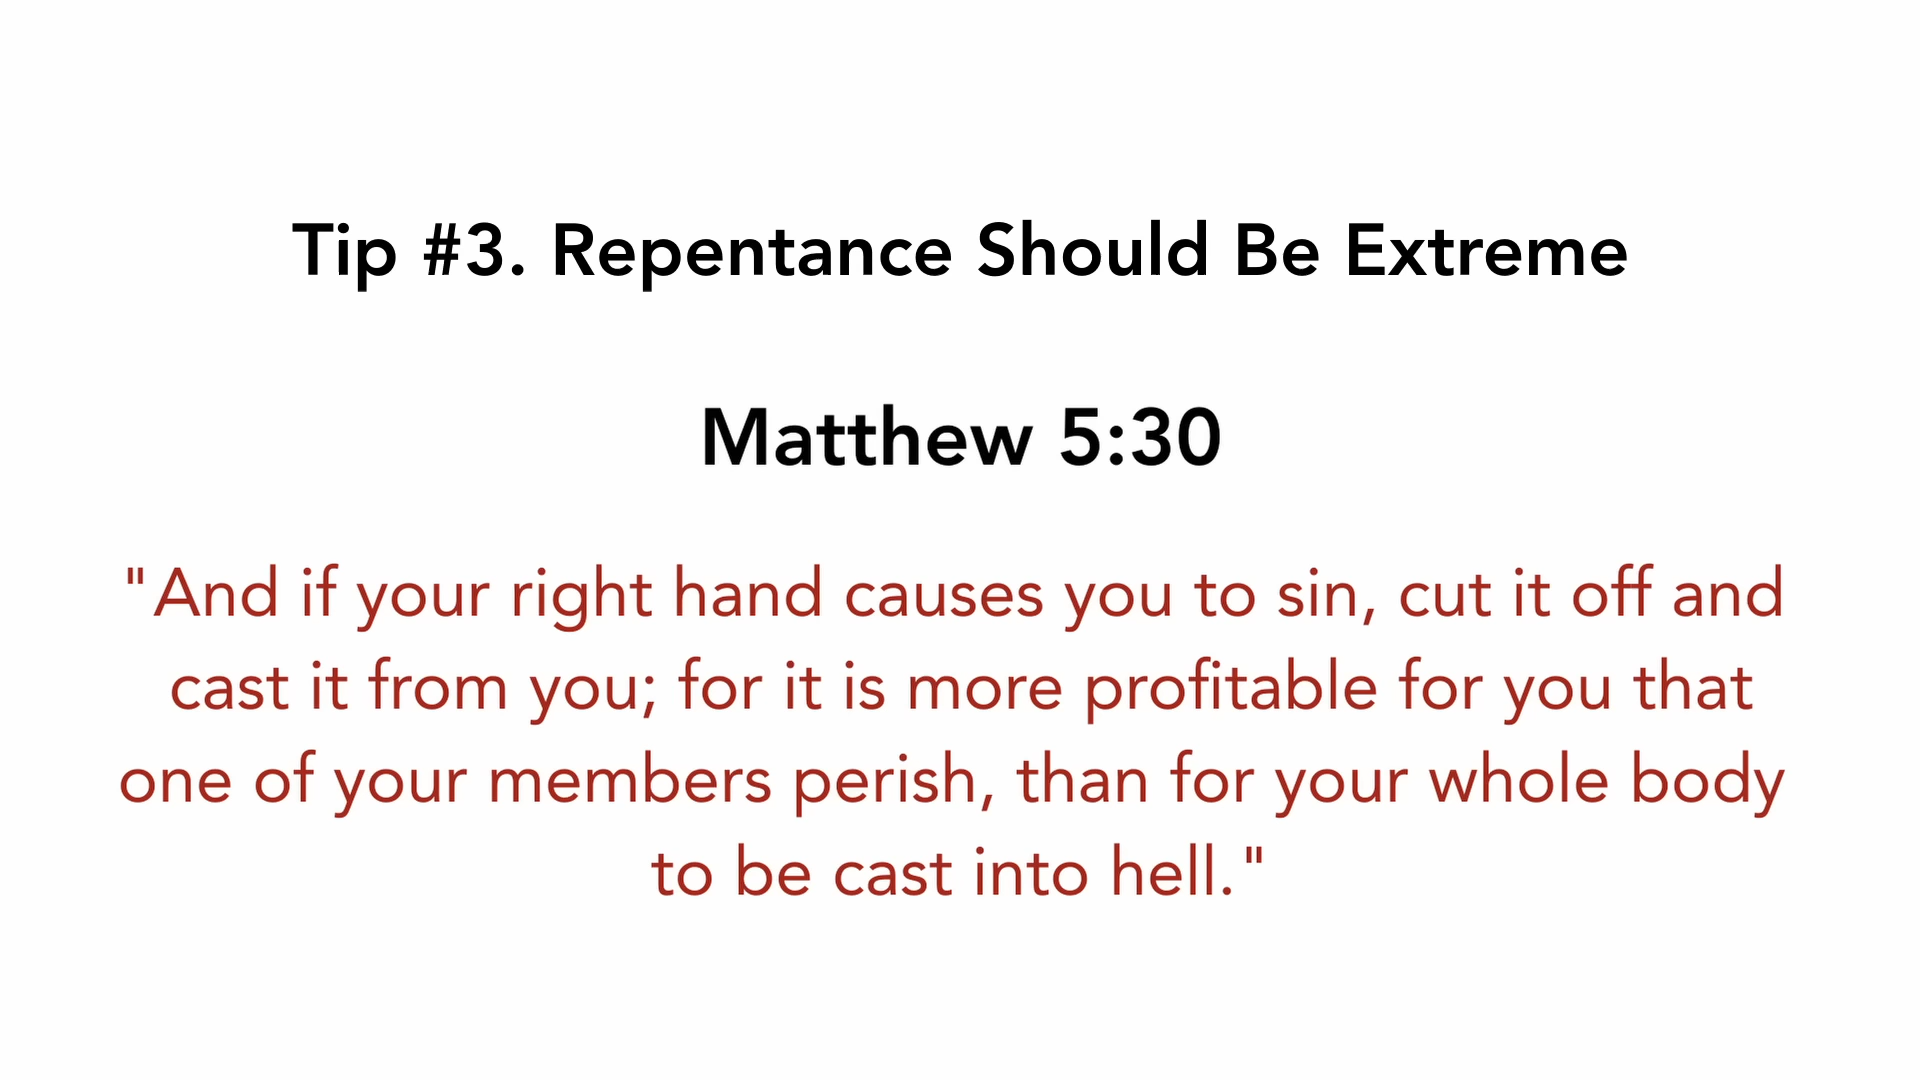 Tip #3. Repentance Should Be Extreme
Matthew 5:30
"And if your right hand causes you to sin, cut it off and
cast it from you; for it is more profitable for you that
one of your members perish, than for your whole body
to be cast into hell."